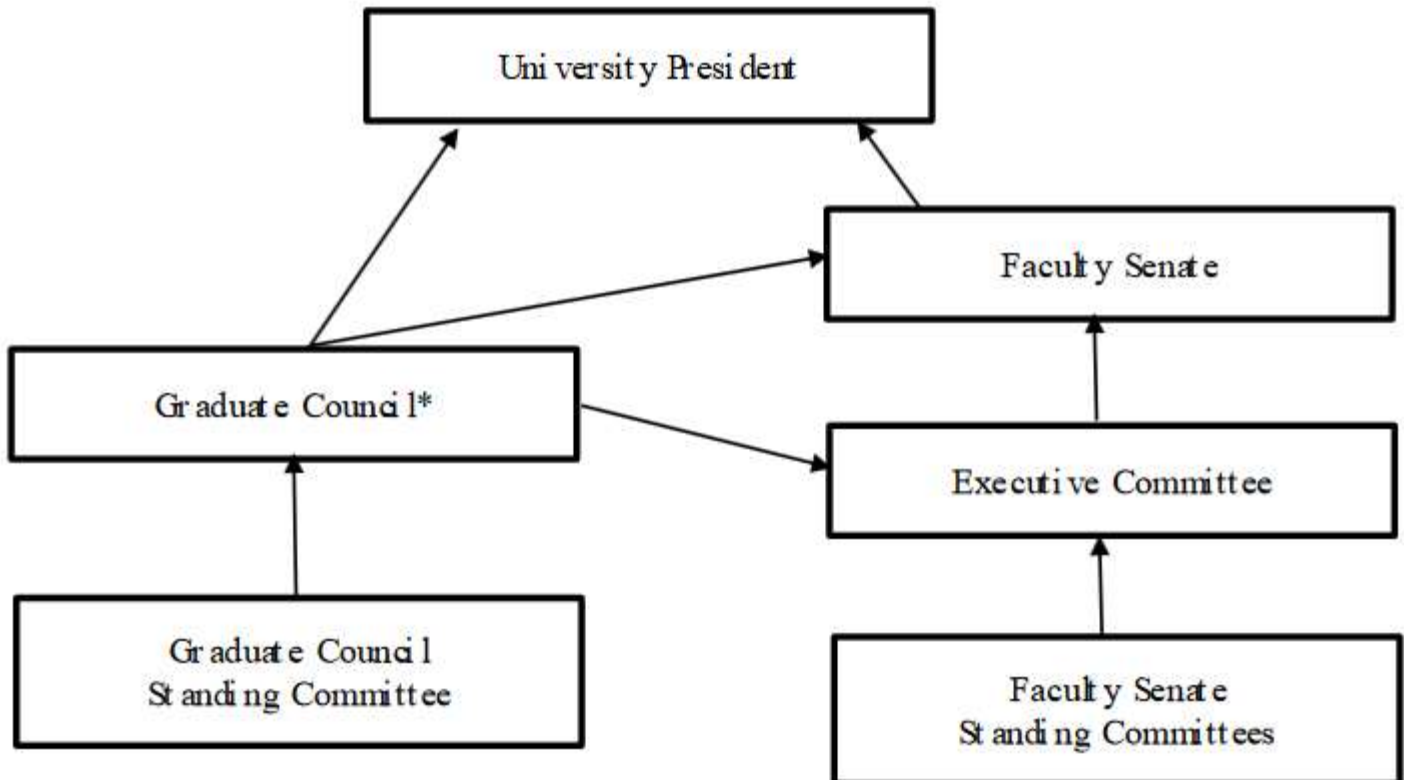 University President
Faculty Senate
Graduate Council*
Executive Committee
Graduate Council
Standing Committee
Faculty Senate
Standing Committees